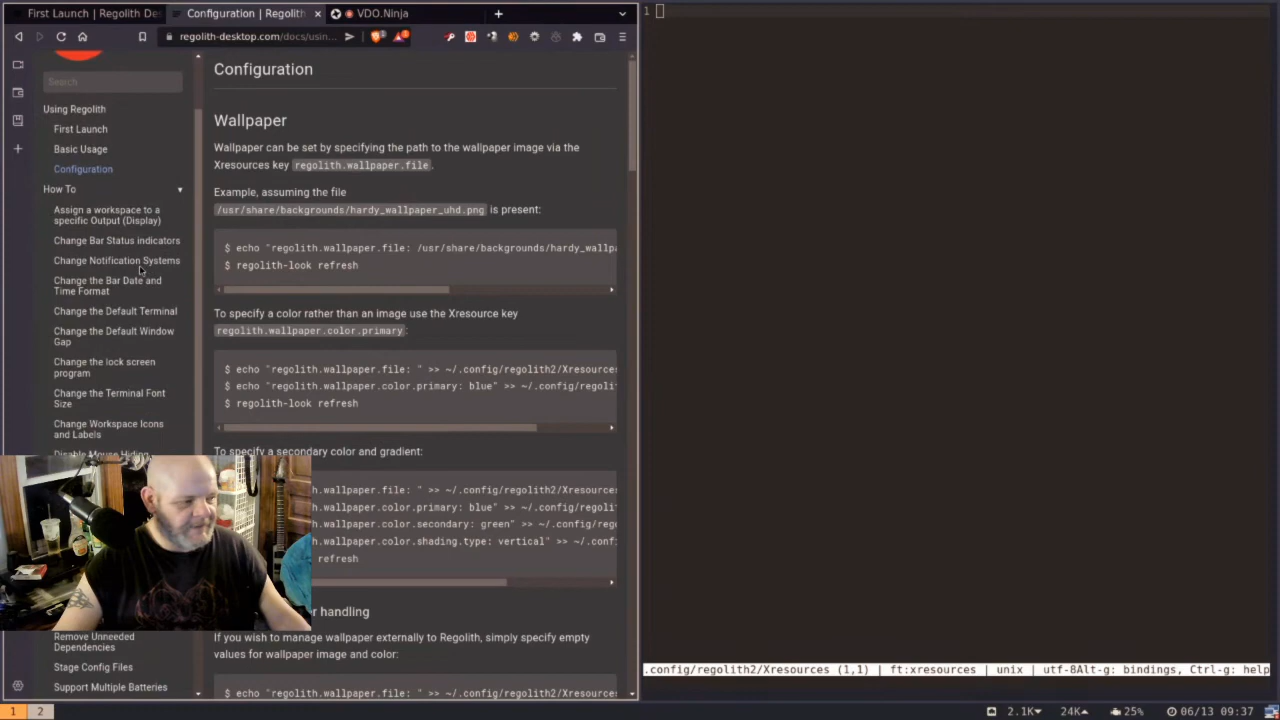 First Launch | Regolith De
Configuration | Regolith
VDO.Ninja
regolith-desktop.com/docs/usin...
Search
Using Regolith
First Launch
Basic Usage
Configuration
How To
Assign a workspace to a
specific Output (Display)
Change Bar Status indicators
Change Notification Systems
Change the Bar Date and
Time Format
Change the Default Terminal
Change the Default Window
Gap
Change the lock screen
program
Change the Terminal Font
Size
Change Workspace Icons
and Labels
Disable Mouse Hiding
Remove Unneeded
Dependencies
Stage Config Files
Support Multiple Batteries
Configuration
Wallpaper
Wallpaper can be set by specifying the path to the wallpaper image via the
Xresources key regolith.wallpaper.file.
Example, assuming the file
/usr/share/backgrounds/hardy_wallpaper_uhd.png is present:
$ echo "regolith.wallpaper.file: /usr/share/backgrounds/hardy_wallpa
$ regolith-look refresh
To specify a color rather than an image use the Xresource key
regolith.wallpaper.color.primary:
$ echo "regolith.wallpaper.file: " >> ~/.config/regolith2/Xresources
$ echo "regolith.wallpaper.color.primary: blue" >> ~/.config/regolit
$ regolith-look refresh
To specify a secondary color and gradient:
h.wallpaper.file: " >> ~/.config/regolith2/Xresources
h.wallpaper.color.primary: blue" >> ~/.config/regolit
h.wallpaper.color.secondary: green" >> ~/.config/rego
h.wallpaper.color.shading.type: vertical" >> ~/.confi
refresh
r handling
If you wish to manage wallpaper externally to Regolith, simply specify empty
values for wallpaper image and color:
$ echo "regolith.wallpaper.file: " >> ~/.config/regolith2/Xresources
1
.config/regolith2/Xresources (1,1) | ft:xresources | unix | utf-8Alt-g: bindings, Ctrl-g: help
1 2
2.1K 24K 25% 06/13 09:37